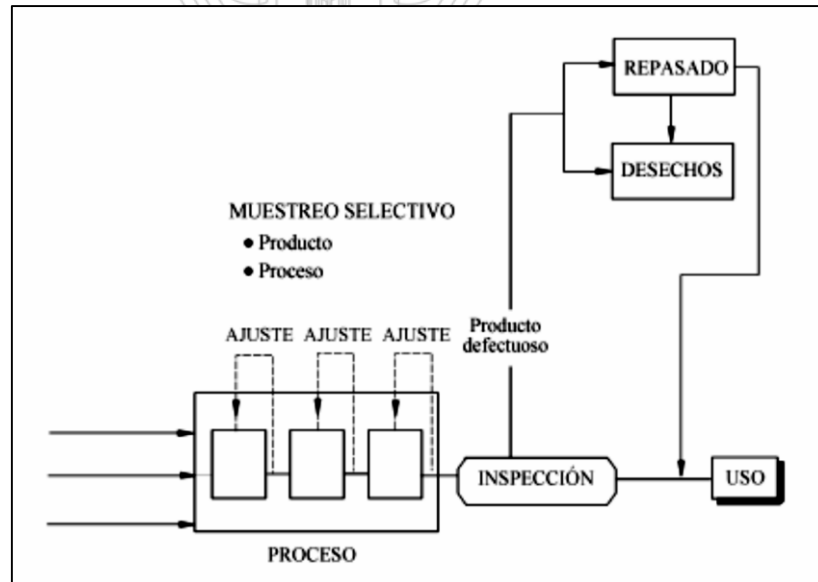 REPASADO
DESECHOS
MUESTREO SELECTIVO
• Producto
• Proceso
AJUSTE AJUSTE AJUSTE
Producto
defectuoso
INSPECCIÓN
USO
PROCESO